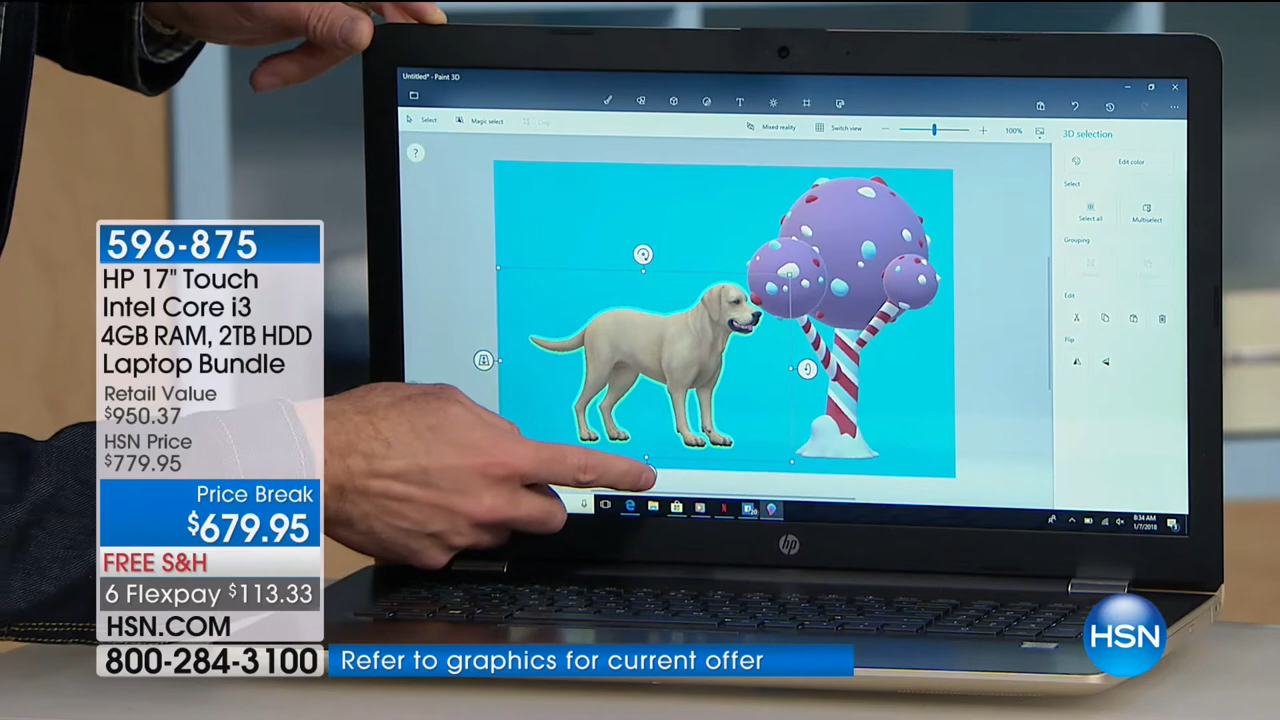 596-875
HP 17" Touch
Intel Core i3
4GB RAM, 2TB HDD
Laptop Bundle
Retail Value
$950.37
HSN Price
$779.95
Price Break
$679.95
FREE S&H
6 Flexpay $113.33
HSN.COM
800-284-3100
Refer to graphics for current offer
HSN
Untitled* - Paint 3D
Select
Magic select
Crop
Mixed reality
Switch view
100%
3D selection
Edit color
Select
Select all
Multiselect
Grouping
Edit
Flip
8:34 AM
1/7/2018
hp